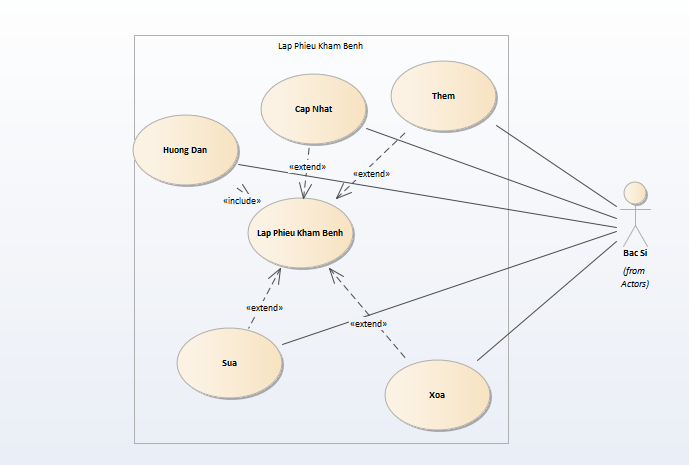 Lap Phieu Kham Benh
Them
Cap Nhat
Huong Dan
«extend»
«extend»
«include»
Lap Phieu Kham Benh
Bac Si
(from
Actors)
«extend»
«extend»
Sua
Xoa